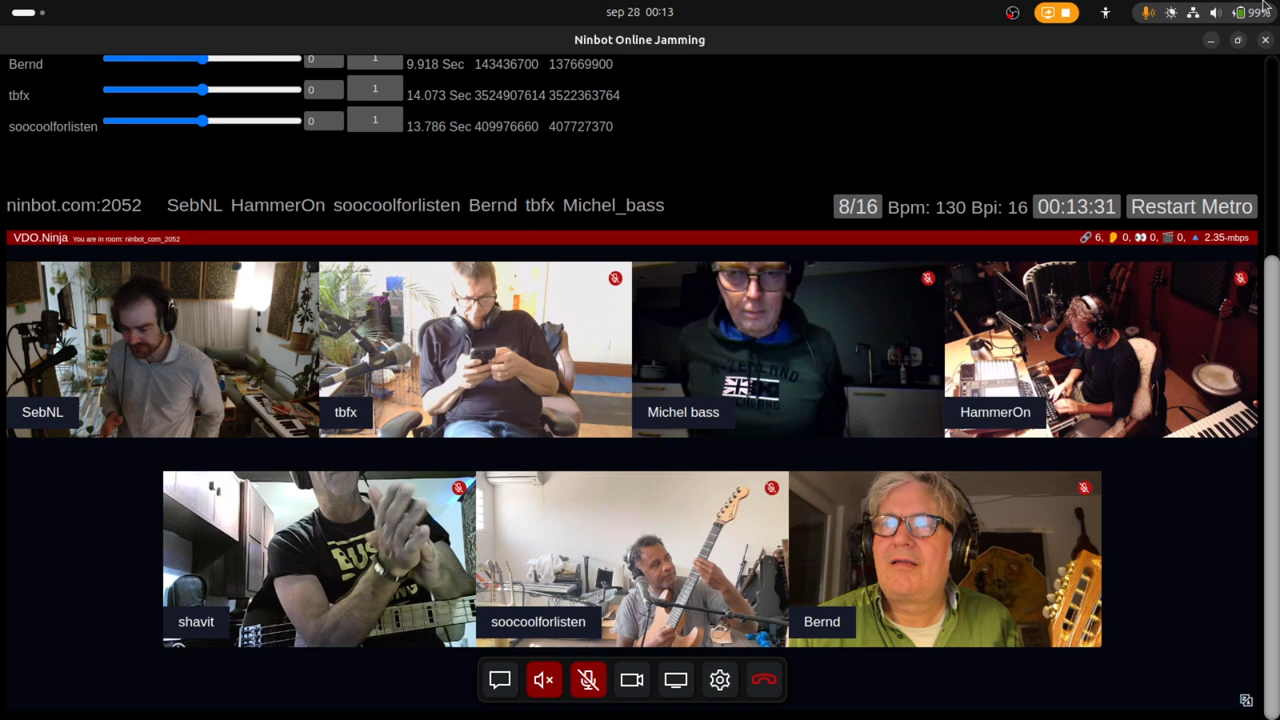 sep 28 00:13
99%
Ninbot Online Jamming
Bernd 0 1 9.918 Sec 143436700 137669900
tbfx 0 1 14.073 Sec 3524907614 3522363764
soocoolforlisten 0 1 13.786 Sec 409976660 407727370
ninbot.com:2052 SebNL HammerOn soocoolforlisten Bernd tbfx Michel_bass 8/16 Bpm: 130 Bpi: 16 00:13:31 Restart Metro
VDO.Ninja You are in room: ninbot_com_2052 🔗 6, 👂 0, 👀 0, 🎬 0, 🔺 2.35-mbps
SebNL
tbfx
Michel bass
HammerOn
shavit
soocoolforlisten
Bernd